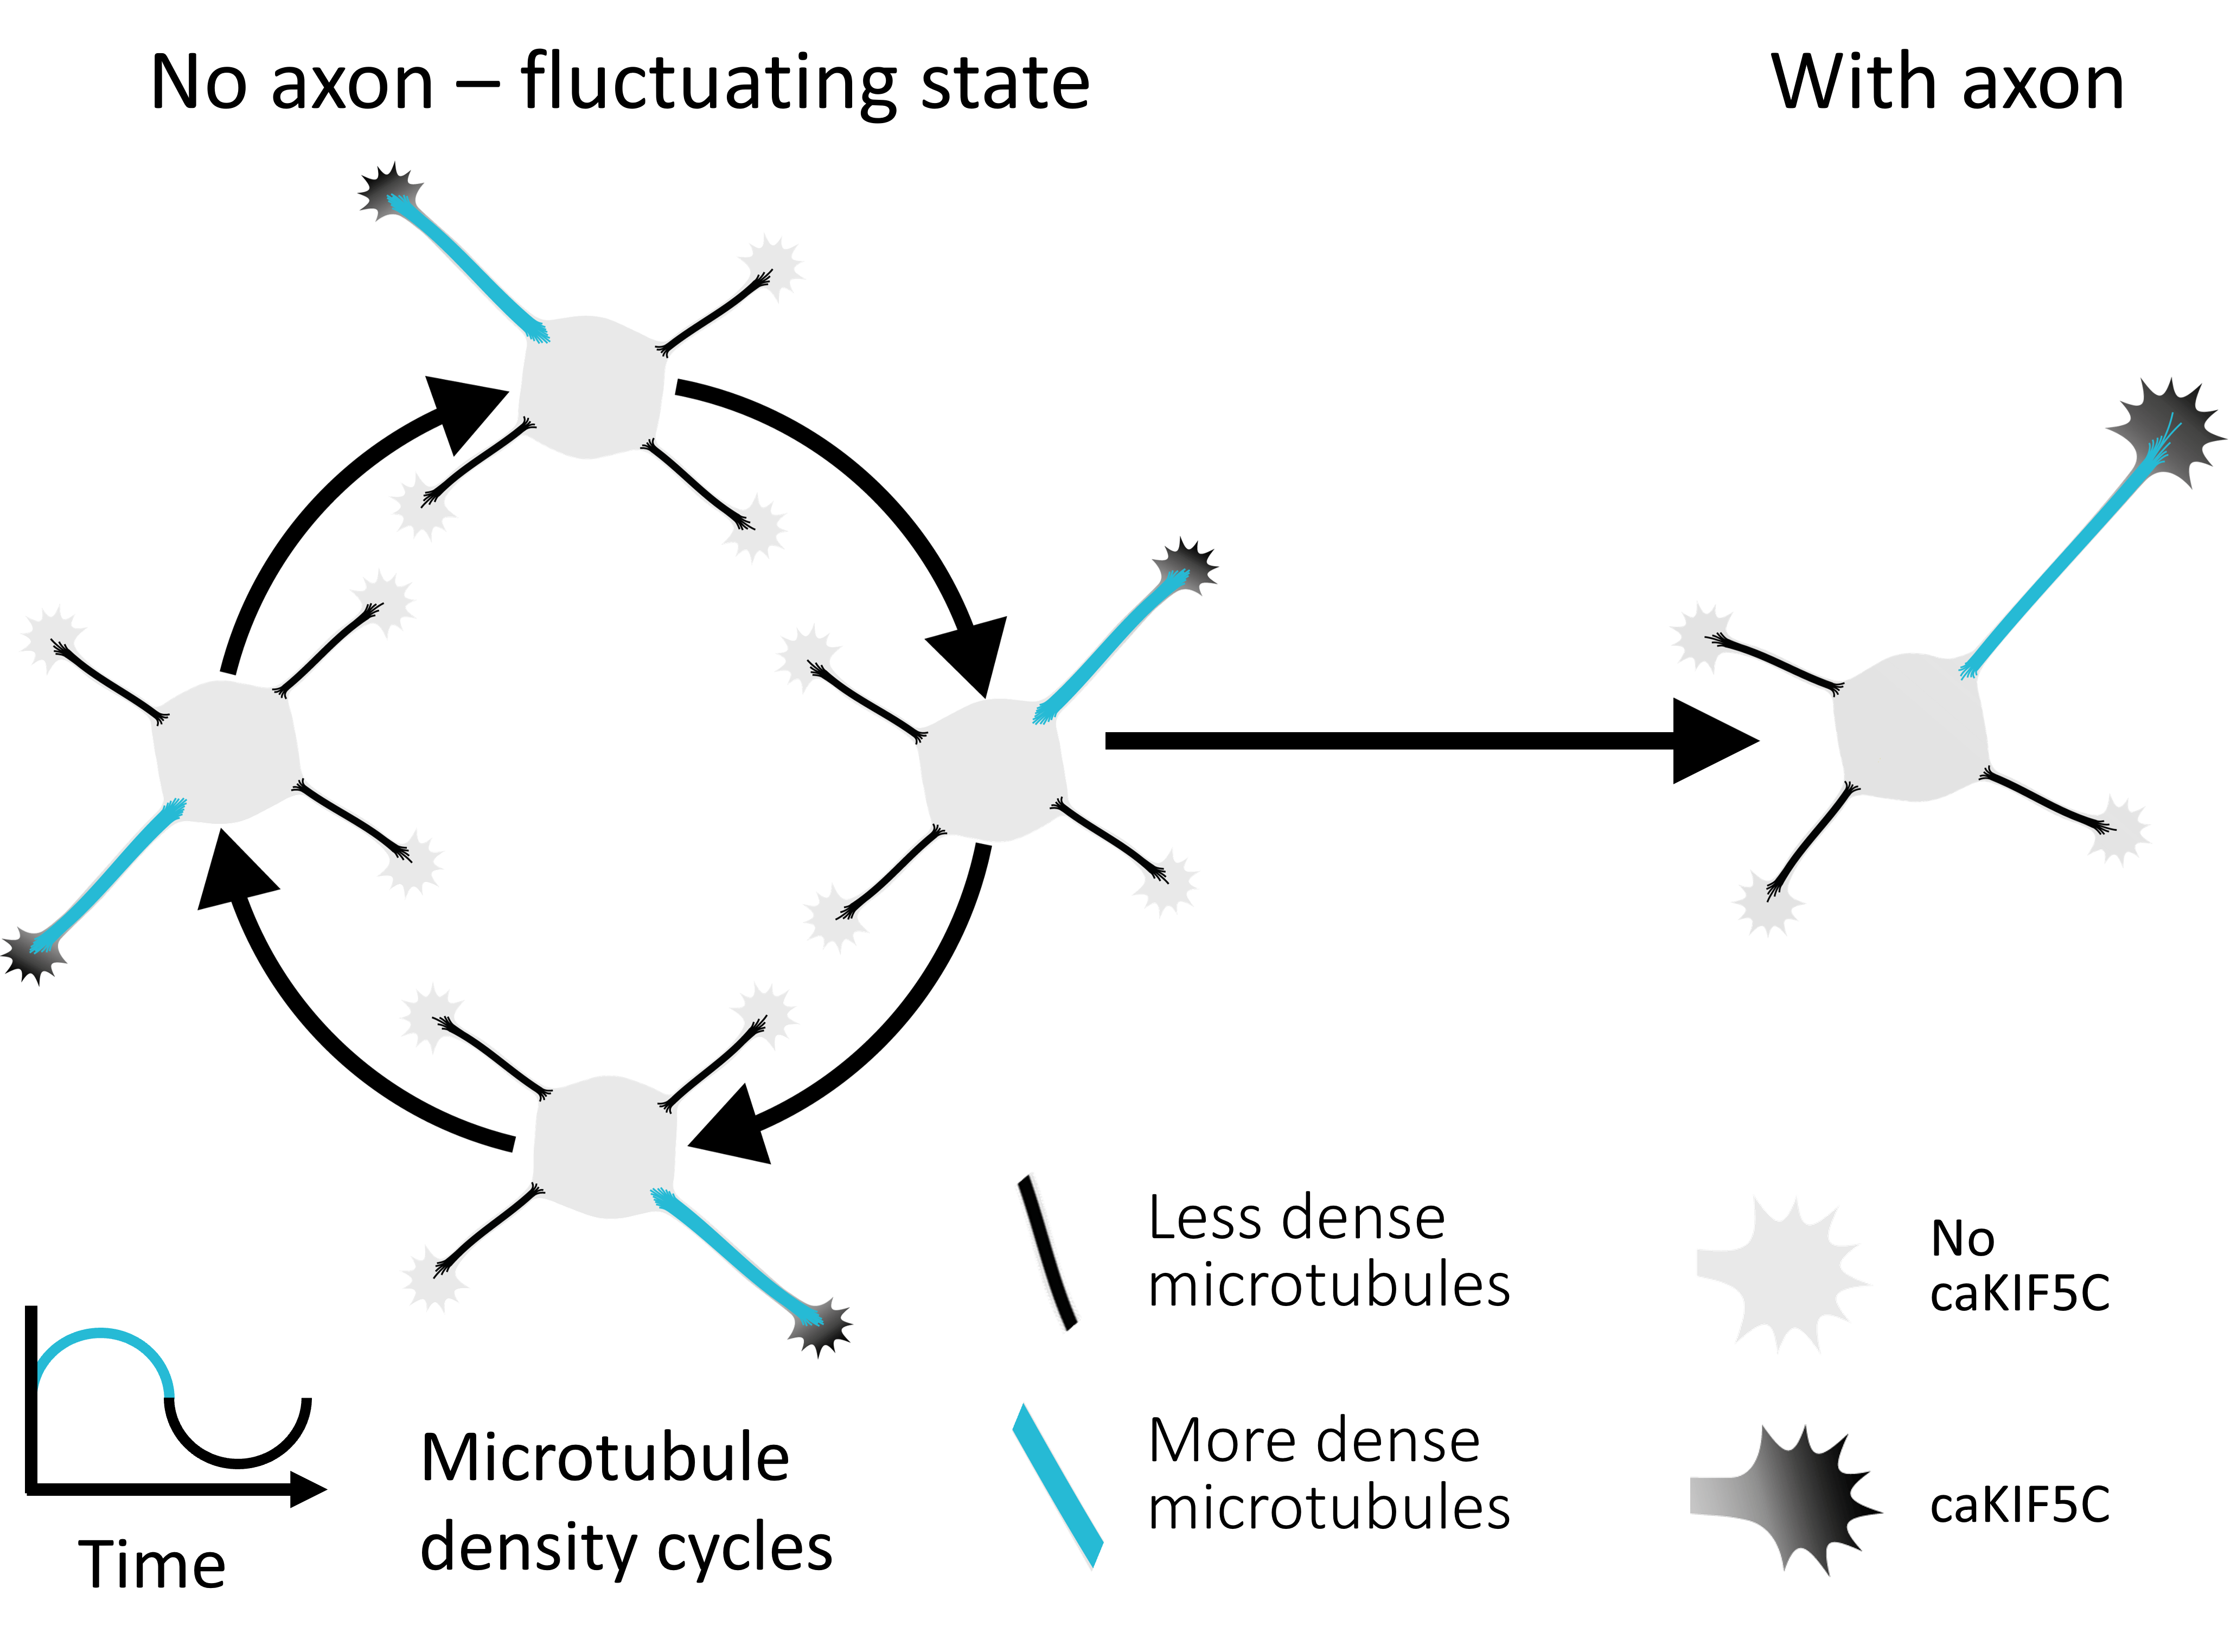 No axon – fluctuating state
With axon
Less dense
microtubules
No
caKIF5C
More dense
microtubules
caKIF5C
Microtubule
density cycles
Time